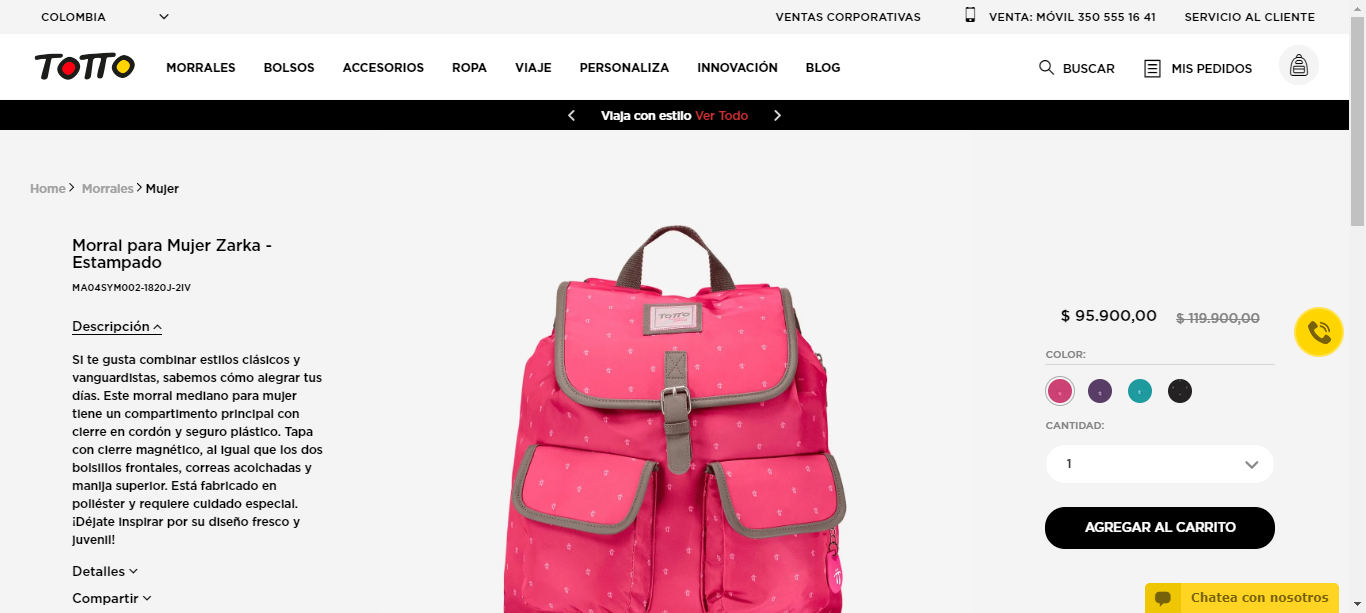 COLOMBIA
VENTAS CORPORATIVAS
VENTA: MÓVIL 350 555 16 41
SERVICIO AL CLIENTE
TOTTO
MORRALES
BOLSOS
ACCESORIOS
ROPA
VIAJE
PERSONALIZA
INNOVACIÓN
BLOG
BUSCAR
MIS PEDIDOS
Viaja con estilo Ver Todo
Home
Morrales
Mujer
Morral para Mujer Zarka -
Estampado
MA04SYM002-1820J-2IV
Descripción
Si te gusta combinar estilos clásicos y
vanguardistas, sabemos cómo alegrar tus
días. Este morral mediano para mujer
tiene un compartimento principal con
cierre en cordón y seguro plástico. Tapa
con cierre magnético, al igual que los dos
bolsillos frontales, correas acolchadas y
manija superior. Está fabricado en
poliéster y requiere cuidado especial.
¡Déjate inspirar por su diseño fresco y
juvenil!
Detalles
Compartir
TOTTO
$ 95.900,00
$ 119.900,00
COLOR:
CANTIDAD:
1
AGREGAR AL CARRITO
Chatea con nosotros